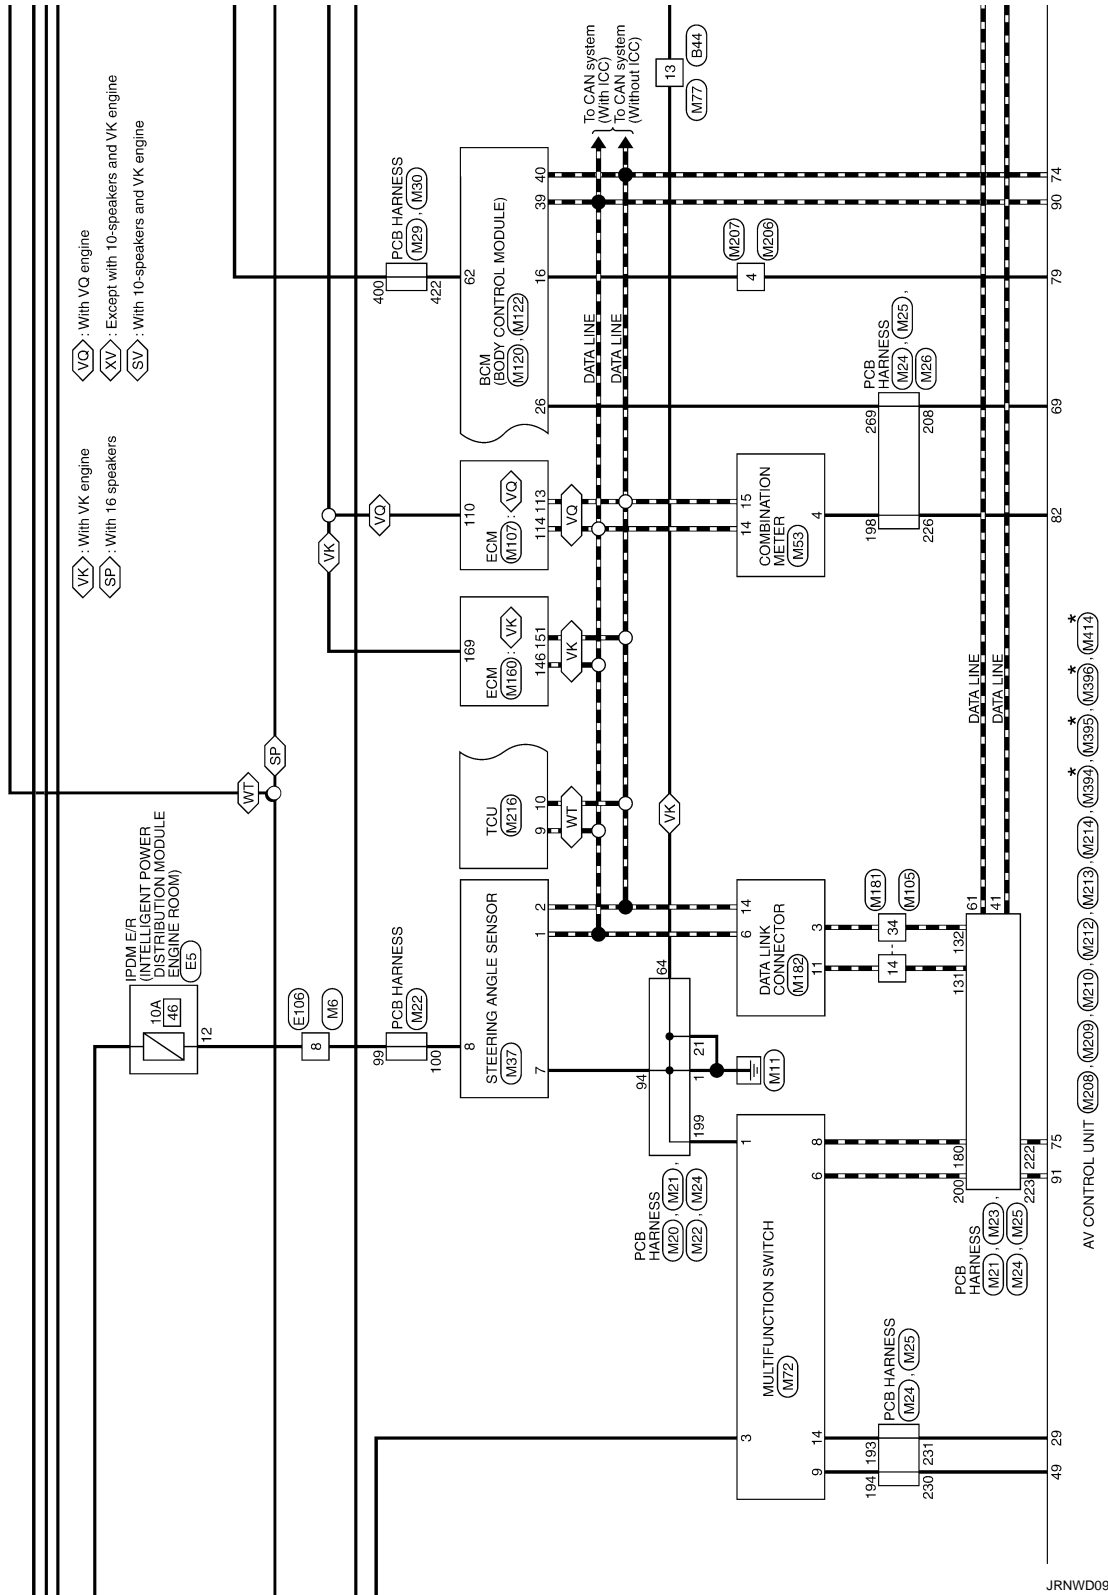 VK : With VK engine
SP : With 16 speakers
VQ : With VQ engine
XV : Except with 10-speakers and VK engine
SV : With 10-speakers and VK engine
IPDM E/R
(INTELLIGENT POWER
DISTRIBUTION MODULE
ENGINE ROOM)
E5
10A
46
12
WT
SP
8
E106
M6
VK
VQ
99
100
PCB HARNESS
M22
400
422
PCB HARNESS
M29 , M30
8
STEERING ANGLE SENSOR
M37
7
1
2
TCU
M216
9
10
WT
169
ECM
M160 : VK
146
151
VK
110
ECM
M107 : VQ
114
113
VQ
62
BCM
(BODY CONTROL MODULE)
M120 , M122
26
16
39
40
DATA LINE
DATA LINE
To CAN system
(With ICC)
To CAN system
(Without ICC)
PCB
HARNESS
M20 , M21 ,
M22 , M24
94
64
199
1
21
M11
VK
13
M77
B44
3
1
MULTIFUNCTION SWITCH
M72
9
14
6
8
6
14
DATA LINK
CONNECTOR
M182
11
3
14
15
COMBINATION
METER
M53
4
4
M207
M206
194
193
230
231
PCB HARNESS
M24 , M25
14
34
M181
M105
198
269
226
208
PCB
HARNESS
M24 , M25 ,
M26
PCB
HARNESS
M21 , M23 ,
M24 , M25
200
180
131
132
61
41
223
222
DATA LINE
DATA LINE
49
29
91
75
82
69
79
90
74
AV CONTROL UNIT M208 , M209 , M210 , M212 , M213 , M214 , M394* , M395* , M396* , M414
JRNWD09